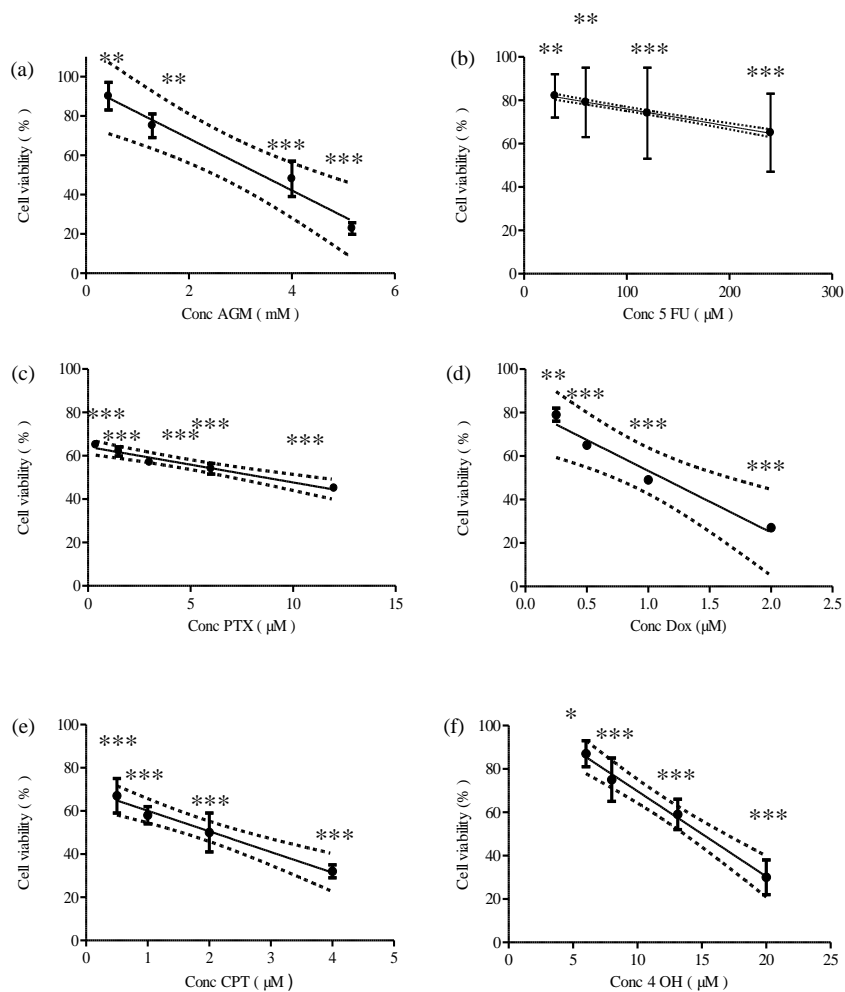 (a)
**
**
***
***
Cell viability ( % )
100
80
60
40
20
0
0 2 4 6
Conc AGM ( mM )
(b)
**
**
***
***
Cell viability ( % )
100
80
60
40
20
0
0 100 200 300
Conc 5 FU ( μM )
(c)
***
***
***
***
***
Cell viability ( % )
100
80
60
40
20
0
0 5 10 15
Conc PTX ( μM )
(d)
**
***
***
***
Cell viability ( % )
100
80
60
40
20
0
0.0 0.5 1.0 1.5 2.0 2.5
Conc Dox (μM)
(e)
***
***
***
***
Cell viability ( % )
100
80
60
40
20
0
0 1 2 3 4 5
Conc CPT ( μM )
(f)
*
***
***
***
Cell viability (% )
100
80
60
40
20
0
0 5 10 15 20 25
Conc 4 OH ( μM )